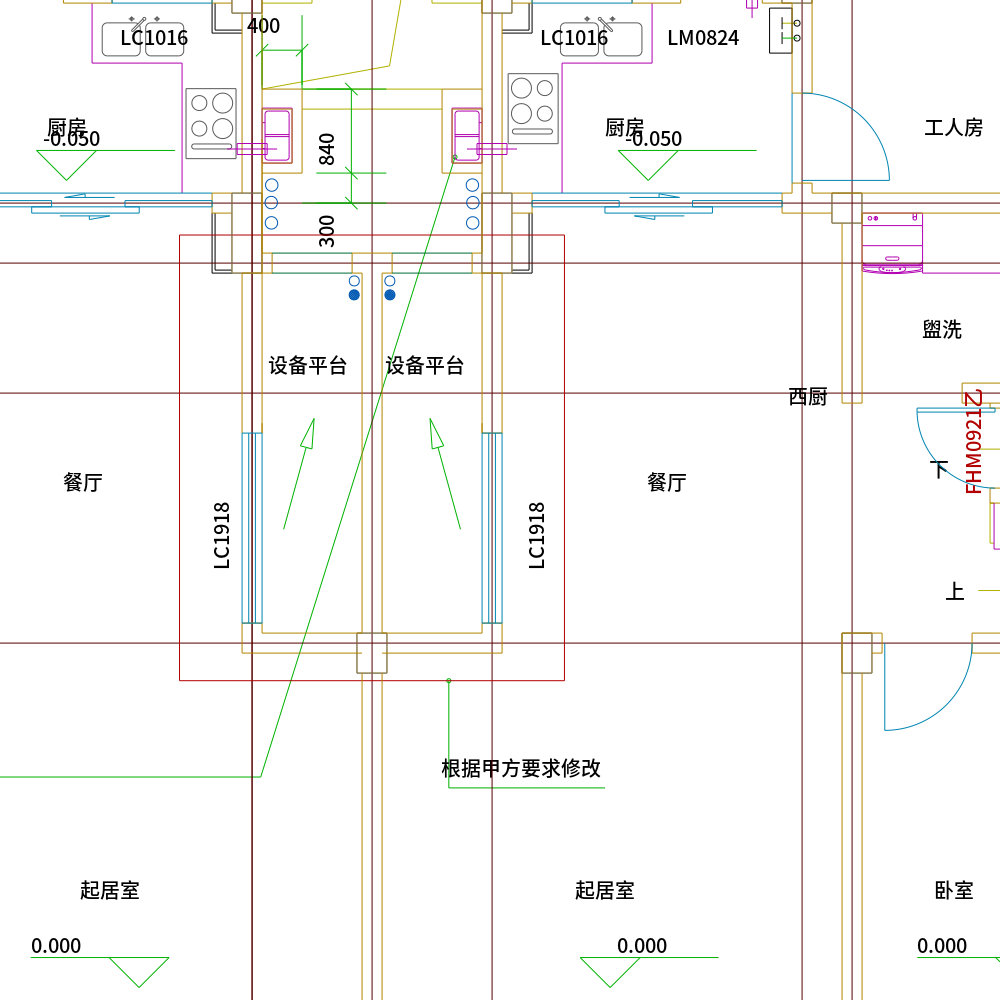 400
LC1016
LC1016
LM0824
厨房
-0.050
840
厨房
-0.050
工人房
300
盥洗
设备平台
设备平台
西厨
FHM0921乙
下
餐厅
餐厅
LC1918
LC1918
上
根据甲方要求修改
起居室
起居室
卧室
0.000
0.000
0.000